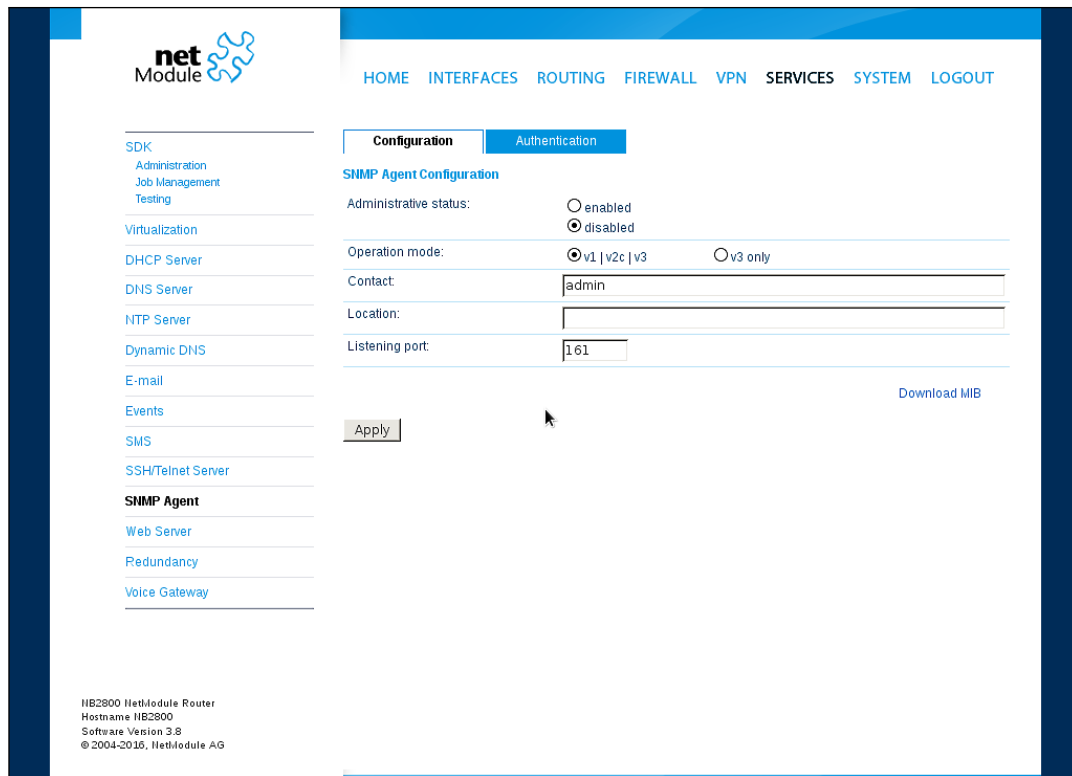 net
Module
HOME INTERFACES ROUTING FIREWALL VPN SERVICES SYSTEM LOGOUT
SDK
Administration
Job Management
Testing
Virtualization
DHCP Server
DNS Server
NTP Server
Dynamic DNS
E-mail
Events
SMS
SSH/Telnet Server
SNMP Agent
Web Server
Redundancy
Voice Gateway
Configuration Authentication
SNMP Agent Configuration
Administrative status:
enabled
disabled
Operation mode: v1 | v2c | v3 v3 only
Contact: admin
Location:
Listening port: 161
Download MIB
Apply
NB2800 NetModule Router
Hostname NB2800
Software Version 3.8
© 2004-2016, NetModule AG